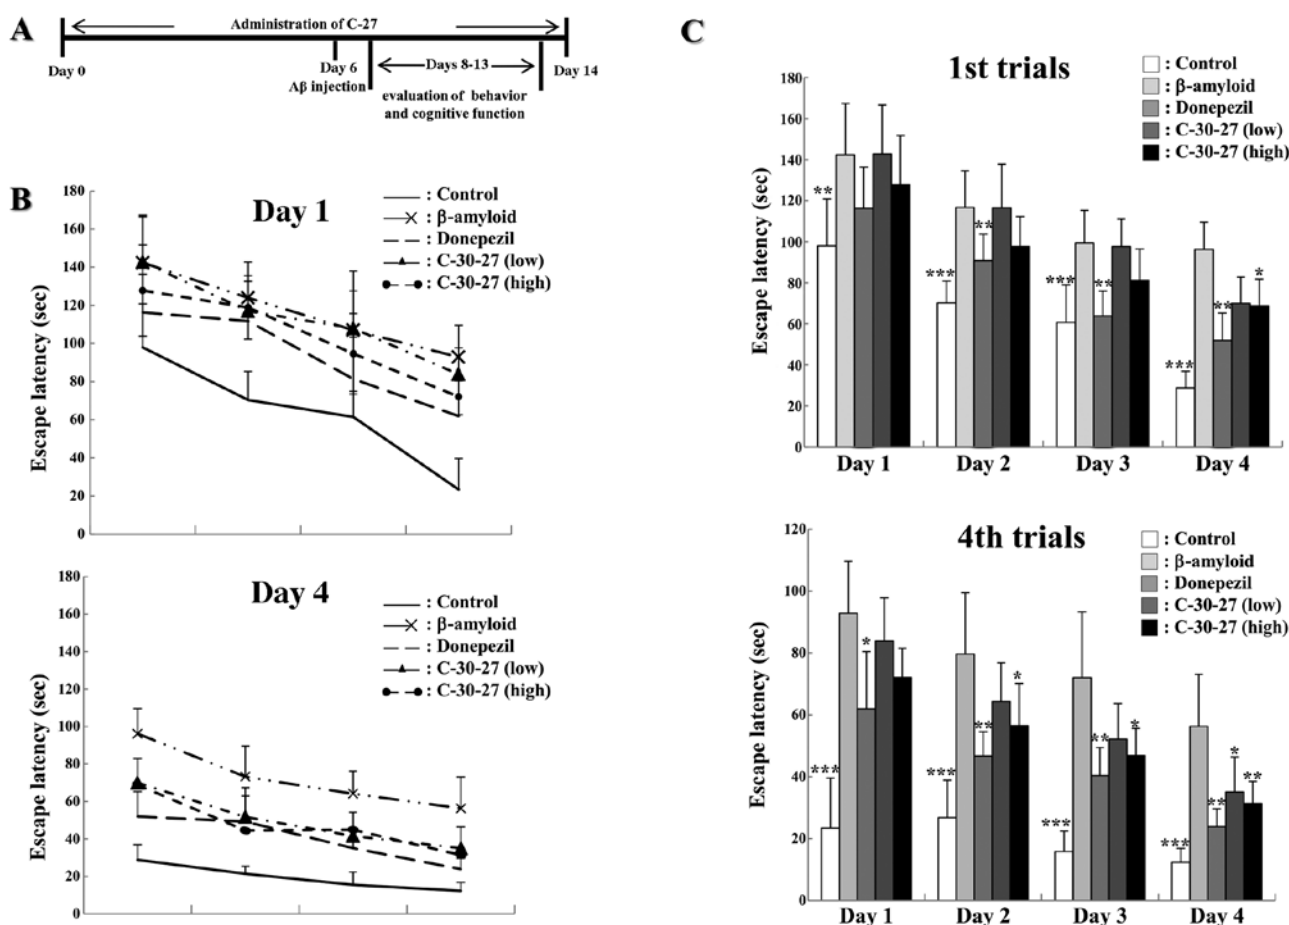 A
Administration of C-27
Day 0
Day 6
Aβ injection
Days 8-13
evaluation of behavior
and cognitive function
Day 14
B
Day 1
: Control
: β-amyloid
: Donepezil
: C-30-27 (low)
: C-30-27 (high)
Escape latency (sec)
180
160
140
120
100
80
60
40
20
0
Day 4
: Control
: β-amyloid
: Donepezil
: C-30-27 (low)
: C-30-27 (high)
Escape latency (sec)
180
160
140
120
100
80
60
40
20
0
C
1st trials
: Control
: β-amyloid
: Donepezil
: C-30-27 (low)
: C-30-27 (high)
Escape latency (sec)
180
160
140
120
100
80
60
40
20
0
** *** ** *** ** *** ** *
Day 1 Day 2 Day 3 Day 4
4th trials
: Control
: β-amyloid
: Donepezil
: C-30-27 (low)
: C-30-27 (high)
Escape latency (sec)
120
100
80
60
40
20
0
*** * *** ** * *** ** * *** ** * **
Day 1 Day 2 Day 3 Day 4